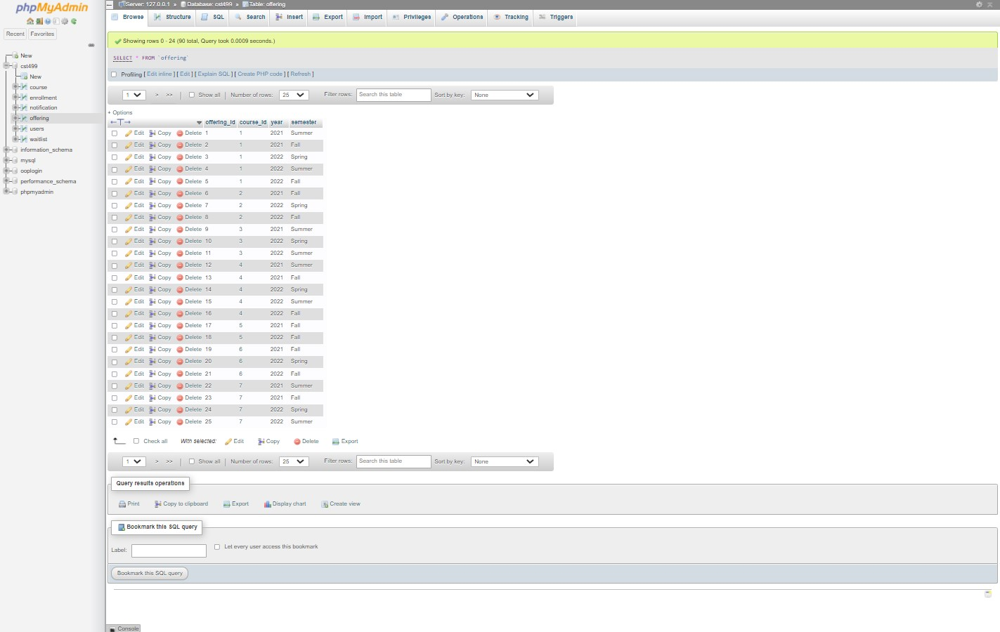 phpMyAdmin
Recent Favorites
New
cst499
New
course
enrollment
notification
offering
users
waitlist
information_schema
mysql
ooplogin
performance_schema
phpmyadmin
Server: 127.0.0.1 » Database: cst499 » Table: offering
Browse Structure SQL Search Insert Export Import Privileges Operations Tracking Triggers
Showing rows 0 - 24 (90 total, Query took 0.0009 seconds.)
SELECT * FROM `offering`
Profiling [ Edit inline ] [ Edit ] [ Explain SQL ] [ Create PHP code ] [ Refresh ]
1 > >> | Show all | Number of rows: 25 Filter rows: Search this table Sort by key: None
+ Options
←T→ offering_id course_id year semester
Edit Copy Delete 1 1 2021 Summer
Edit Copy Delete 2 1 2021 Fall
Edit Copy Delete 3 1 2022 Spring
Edit Copy Delete 4 1 2022 Summer
Edit Copy Delete 5 1 2022 Fall
Edit Copy Delete 6 2 2021 Fall
Edit Copy Delete 7 2 2022 Spring
Edit Copy Delete 8 2 2022 Fall
Edit Copy Delete 9 3 2021 Summer
Edit Copy Delete 10 3 2022 Spring
Edit Copy Delete 11 3 2022 Summer
Edit Copy Delete 12 4 2021 Summer
Edit Copy Delete 13 4 2021 Fall
Edit Copy Delete 14 4 2022 Spring
Edit Copy Delete 15 4 2022 Summer
Edit Copy Delete 16 4 2022 Fall
Edit Copy Delete 17 5 2021 Fall
Edit Copy Delete 18 5 2022 Fall
Edit Copy Delete 19 6 2021 Fall
Edit Copy Delete 20 6 2022 Spring
Edit Copy Delete 21 6 2022 Fall
Edit Copy Delete 22 7 2021 Summer
Edit Copy Delete 23 7 2021 Fall
Edit Copy Delete 24 7 2022 Spring
Edit Copy Delete 25 7 2022 Summer
Check all With selected: Edit Copy Delete Export
1 > >> | Show all | Number of rows: 25 Filter rows: Search this table Sort by key: None
Query results operations
Print Copy to clipboard Export Display chart Create view
Bookmark this SQL query
Label: Let every user access this bookmark
Bookmark this SQL query
Console